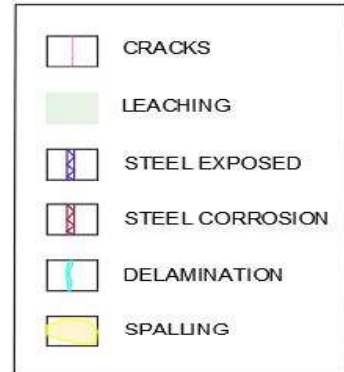 CRACKS
LEACHING
STEEL EXPOSED
STEEL CORROSION
DELAMINATION
SPALLING